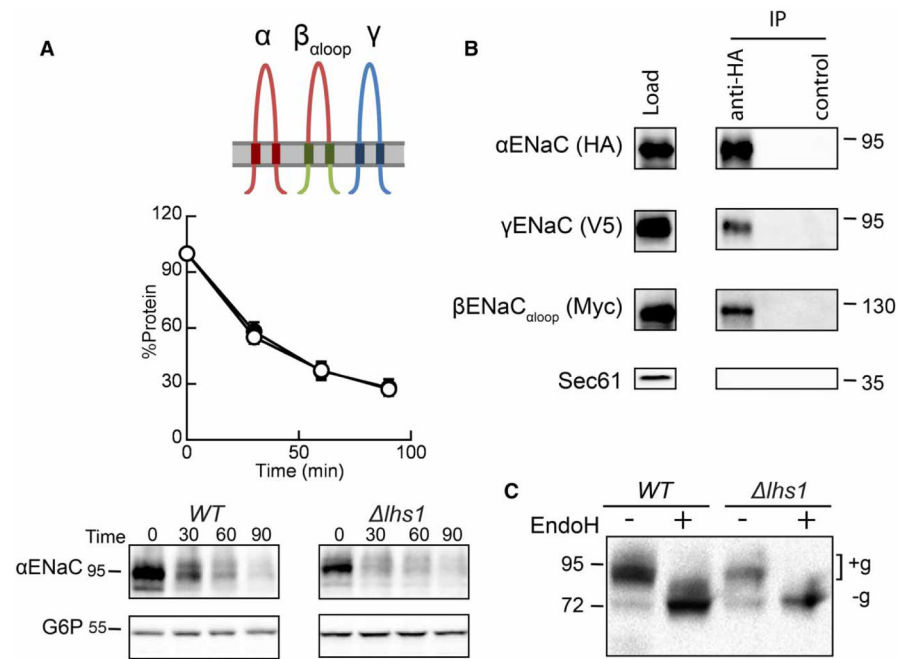 A
α β αloop γ
%Protein
120
90
60
30
0
0 50 100
Time (min)
WT Δlhs1
Time 0 30 60 90 0 30 60 90
αENaC 95
G6P 55
B
IP
Load anti-HA control
αENaC (HA) 95
γENaC (V5) 95
βENaC αloop (Myc) 130
Sec61 35
C
WT Δlhs1
EndoH - + - +
95 +g
72 -g